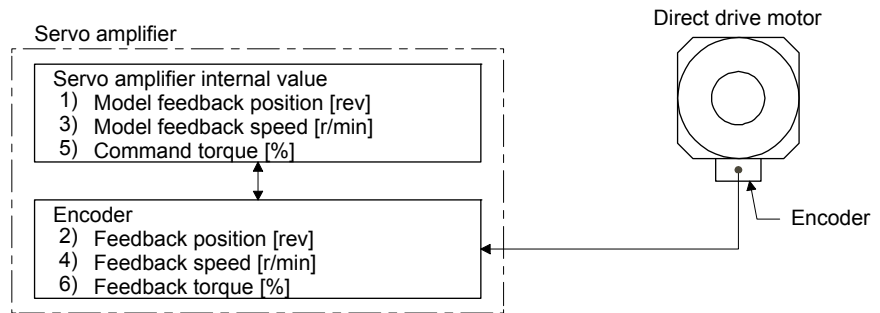 Direct drive motor
Servo amplifier
Servo amplifier internal value
1) Model feedback position [rev]
3) Model feedback speed [r/min]
5) Command torque [%]
Encoder
2) Feedback position [rev]
4) Feedback speed [r/min]
6) Feedback torque [%]
Encoder